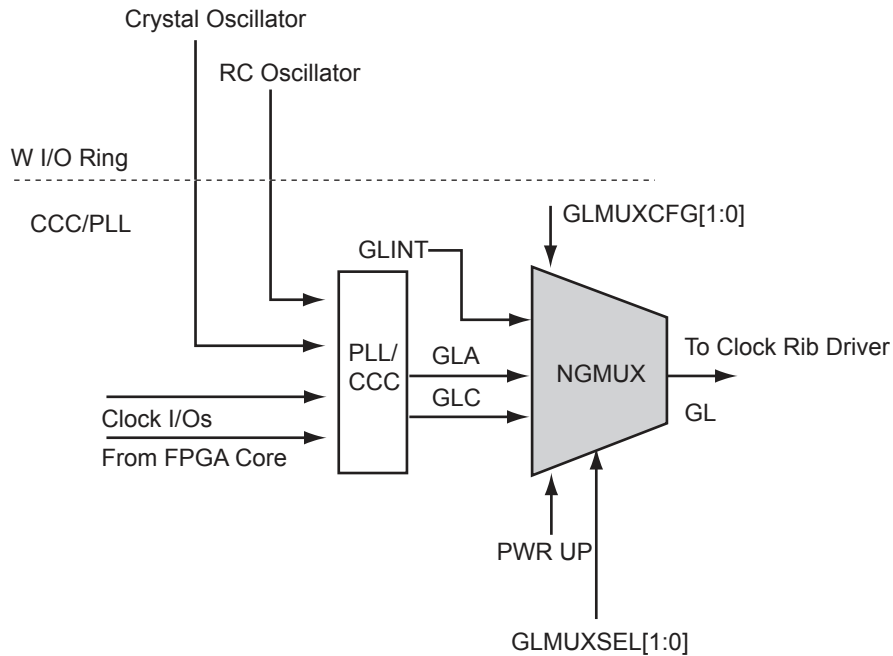 Crystal Oscillator
RC Oscillator
W I/O Ring
CCC/PLL
GLMUXCFG[1:0]
GLINT
PLL/
CCC
GLA
GLC
NGMUX
To Clock Rib Driver
GL
Clock I/Os
From FPGA Core
PWR UP
GLMUXSEL[1:0]